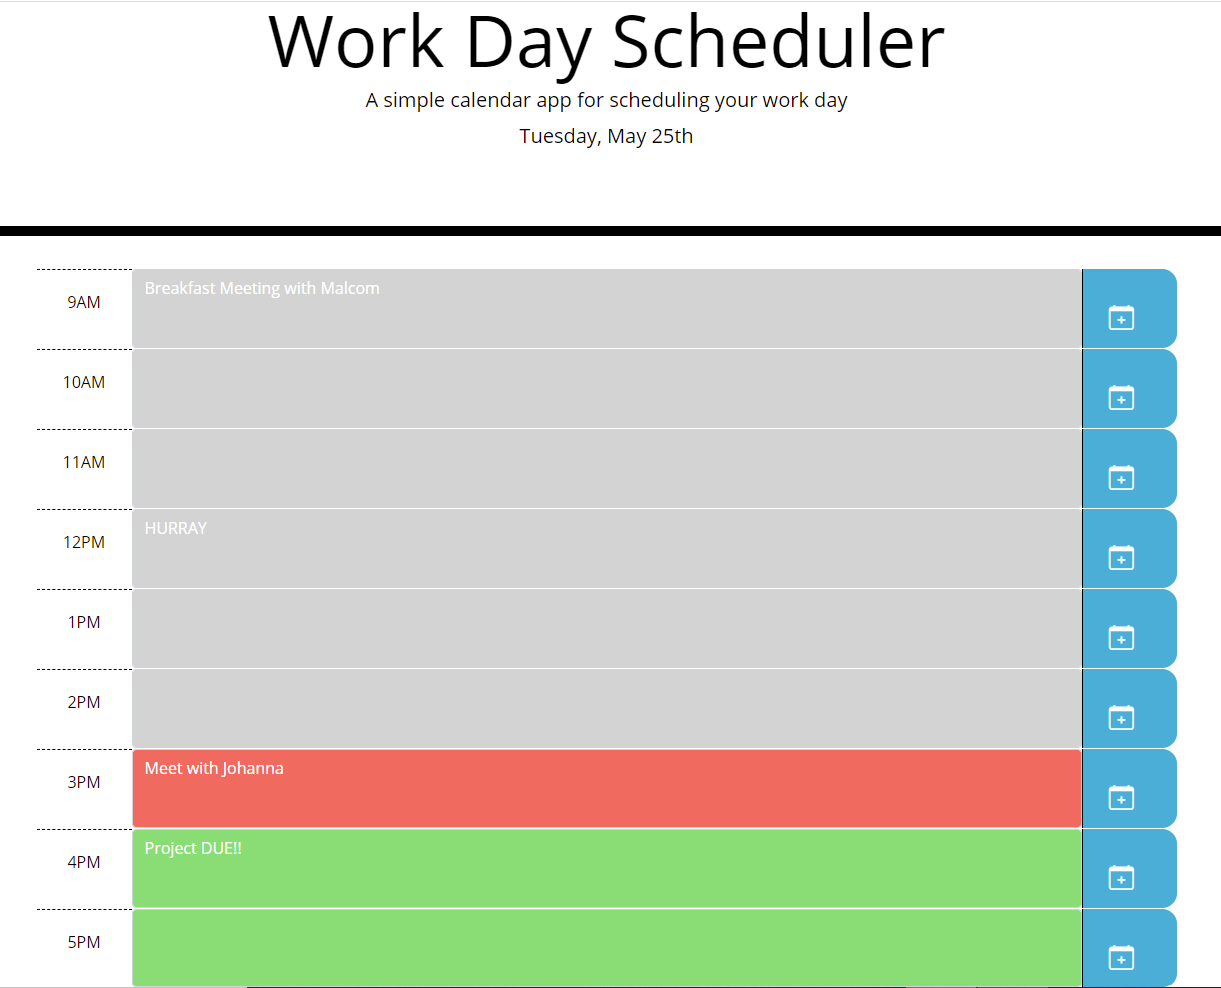 Work Day Scheduler
A simple calendar app for scheduling your work day
Tuesday, May 25th
9AM
Breakfast Meeting with Malcom
10AM
11AM
12PM
HURRAY
1PM
2PM
3PM
Meet with Johanna
4PM
Project DUE!!
5PM